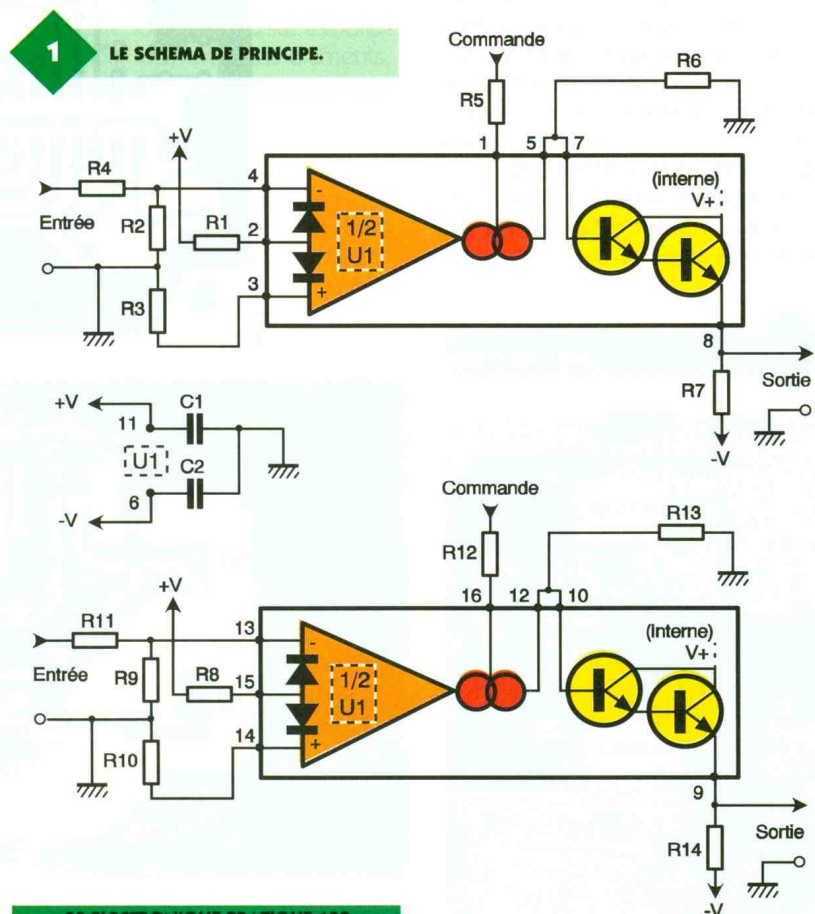 1 LE SCHEMA DE PRINCIPE.
Commande
R5
R6
+V
1
5
7
R4
4
-
(interne)
V+
Entrée
R2
R1
2
1/2
U1
3
+
R3
8
R7
Sortie
-V
+V
11
C1
U1
C2
6
-V
Commande
R12
R13
+V
16
12
10
R11
13
-
(interne)
V+
Entrée
R9
R8
15
1/2
U1
14
+
R10
9
R14
Sortie
-V